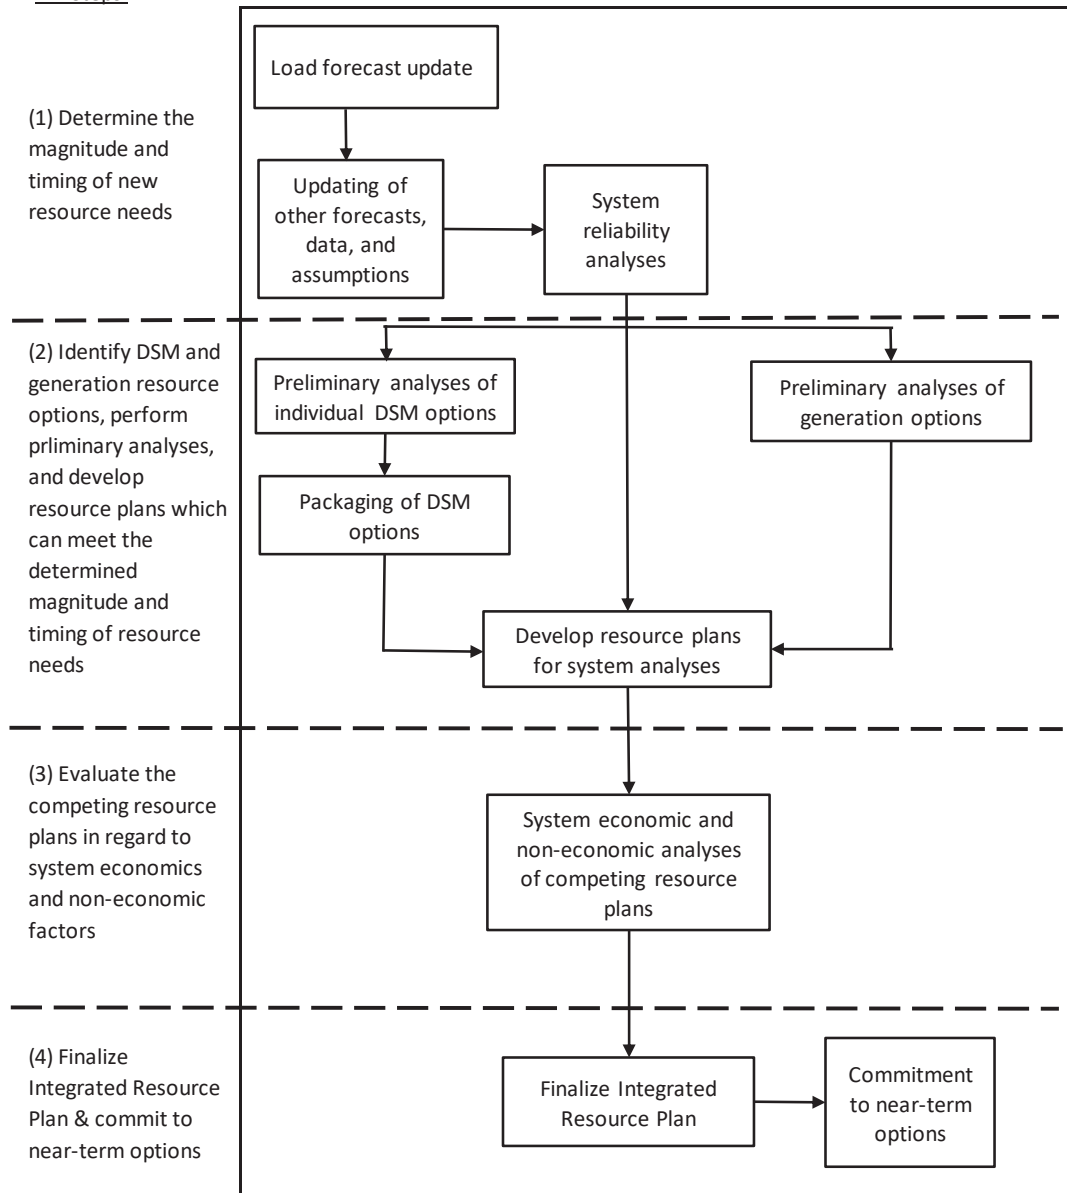 Load forecast update
(1) Determine the
magnitude and
timing of new
resource needs
Updating of
other forecasts,
data, and
assumptions
System
reliability
analyses
(2) Identify DSM and
generation resource
options, perform
prliminary analyses,
and develop
resource plans which
can meet the
determined
magnitude and
timing of resource
needs
Preliminary analyses of
individual DSM options
Preliminary analyses of
generation options
Packaging of DSM
options
Develop resource plans
for system analyses
(3) Evaluate the
competing resource
plans in regard to
system economics
and non-economic
factors
System economic and
non-economic analyses
of competing resource
plans
(4) Finalize
Integrated Resource
Plan & commit to
near-term options
Finalize Integrated
Resource Plan
Commitment
to near-term
options